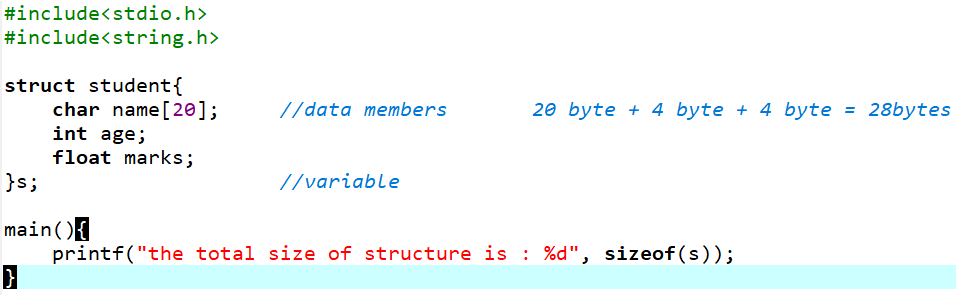 #include<stdio.h>
#include<string.h>
struct student{
    char name[20];     //data members       20 byte + 4 byte + 4 byte = 28bytes
    int age;
    float marks;
}s;                    //variable
main(){
    printf("the total size of structure is : %d", sizeof(s));
}